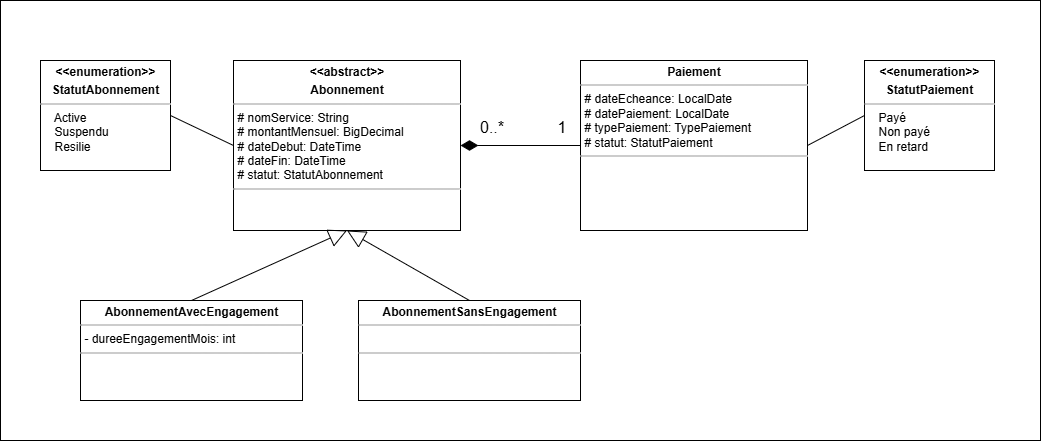 <<enumeration>>
StatutAbonnement
Active
Suspendu
Resilie
<<abstract>>
Abonnement
# nomService: String
# montantMensuel: BigDecimal
# dateDebut: DateTime
# dateFin: DateTime
# statut: StatutAbonnement
0..*
1
Paiement
# dateEcheance: LocalDate
# datePaiement: LocalDate
# typePaiement: TypePaiement
# statut: StatutPaiement
<<enumeration>>
StatutPaiement
Payé
Non payé
En retard
AbonnementAvecEngagement
- dureeEngagementMois: int
AbonnementSansEngagement